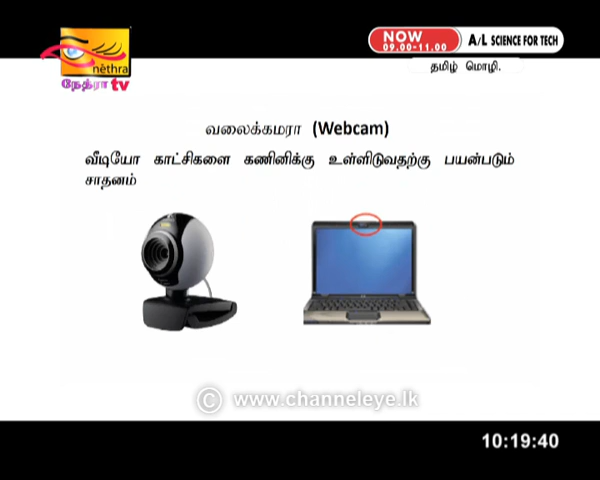 NOW
09.00-11.00
A/L SCIENCE FOR TECH
தமிழ் மொழி.
nēthra
நேத்ரா tv
வலைக்கமரா (Webcam)
வீடியோ காட்சிகளை கணினிக்கு உள்ளிடுவதற்கு பயன்படும்
சாதனம்
© www.channeleye.lk
10:19:40